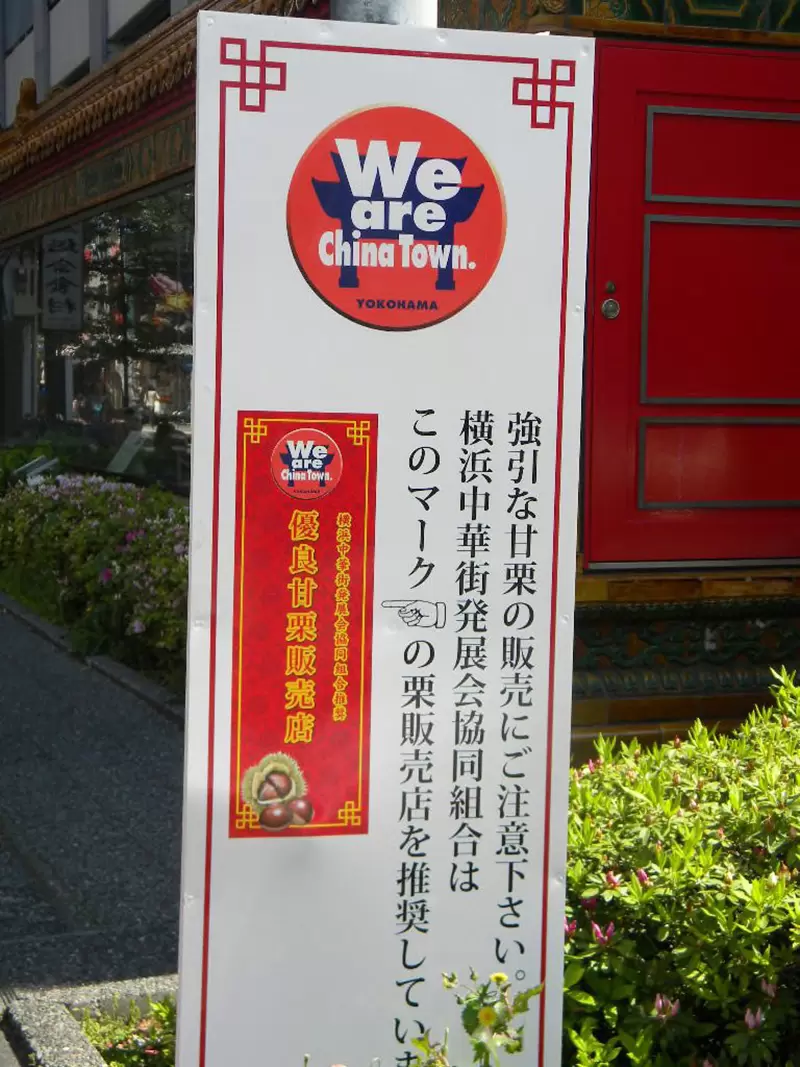 We
are
China Town.
YOKOHAMA
強引な甘栗の販売にご注意下さい。
横浜中華街発展会協同組合は
このマーク☜の栗販売店を推奨していま
We
are
China Town.
YOKOHAMA
横浜中華街発展会協同組合推奨
優良甘栗販売店